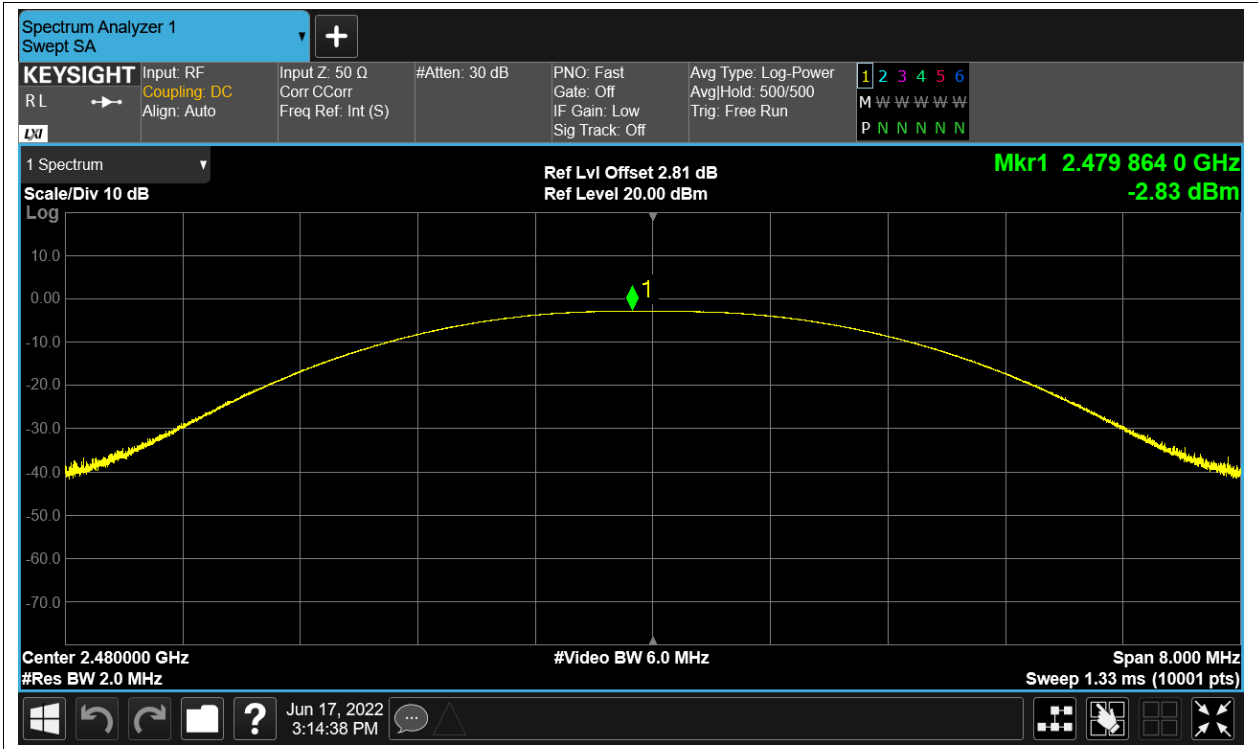 Spectrum Analyzer 1
Swept SA
+
KEYSIGHT
R L
LXI
Input: RF
Coupling: DC
Align: Auto
Input Z: 50 Ω
Corr CCorr
Freq Ref: Int (S)
#Atten: 30 dB
PNO: Fast
Gate: Off
IF Gain: Low
Sig Track: Off
Avg Type: Log-Power
Avg|Hold: 500/500
Trig: Free Run
1 2 3 4 5 6
M W W W W W
P N N N N N
1 Spectrum
Scale/Div 10 dB
Log
Ref Lvl Offset 2.81 dB
Ref Level 20.00 dBm
Mkr1 2.479 864 0 GHz
-2.83 dBm
10.0
0.00
-10.0
-20.0
-30.0
-40.0
-50.0
-60.0
-70.0
1
Center 2.480000 GHz
#Res BW 2.0 MHz
#Video BW 6.0 MHz
Span 8.000 MHz
Sweep 1.33 ms (10001 pts)
?
Jun 17, 2022
3:14:38 PM